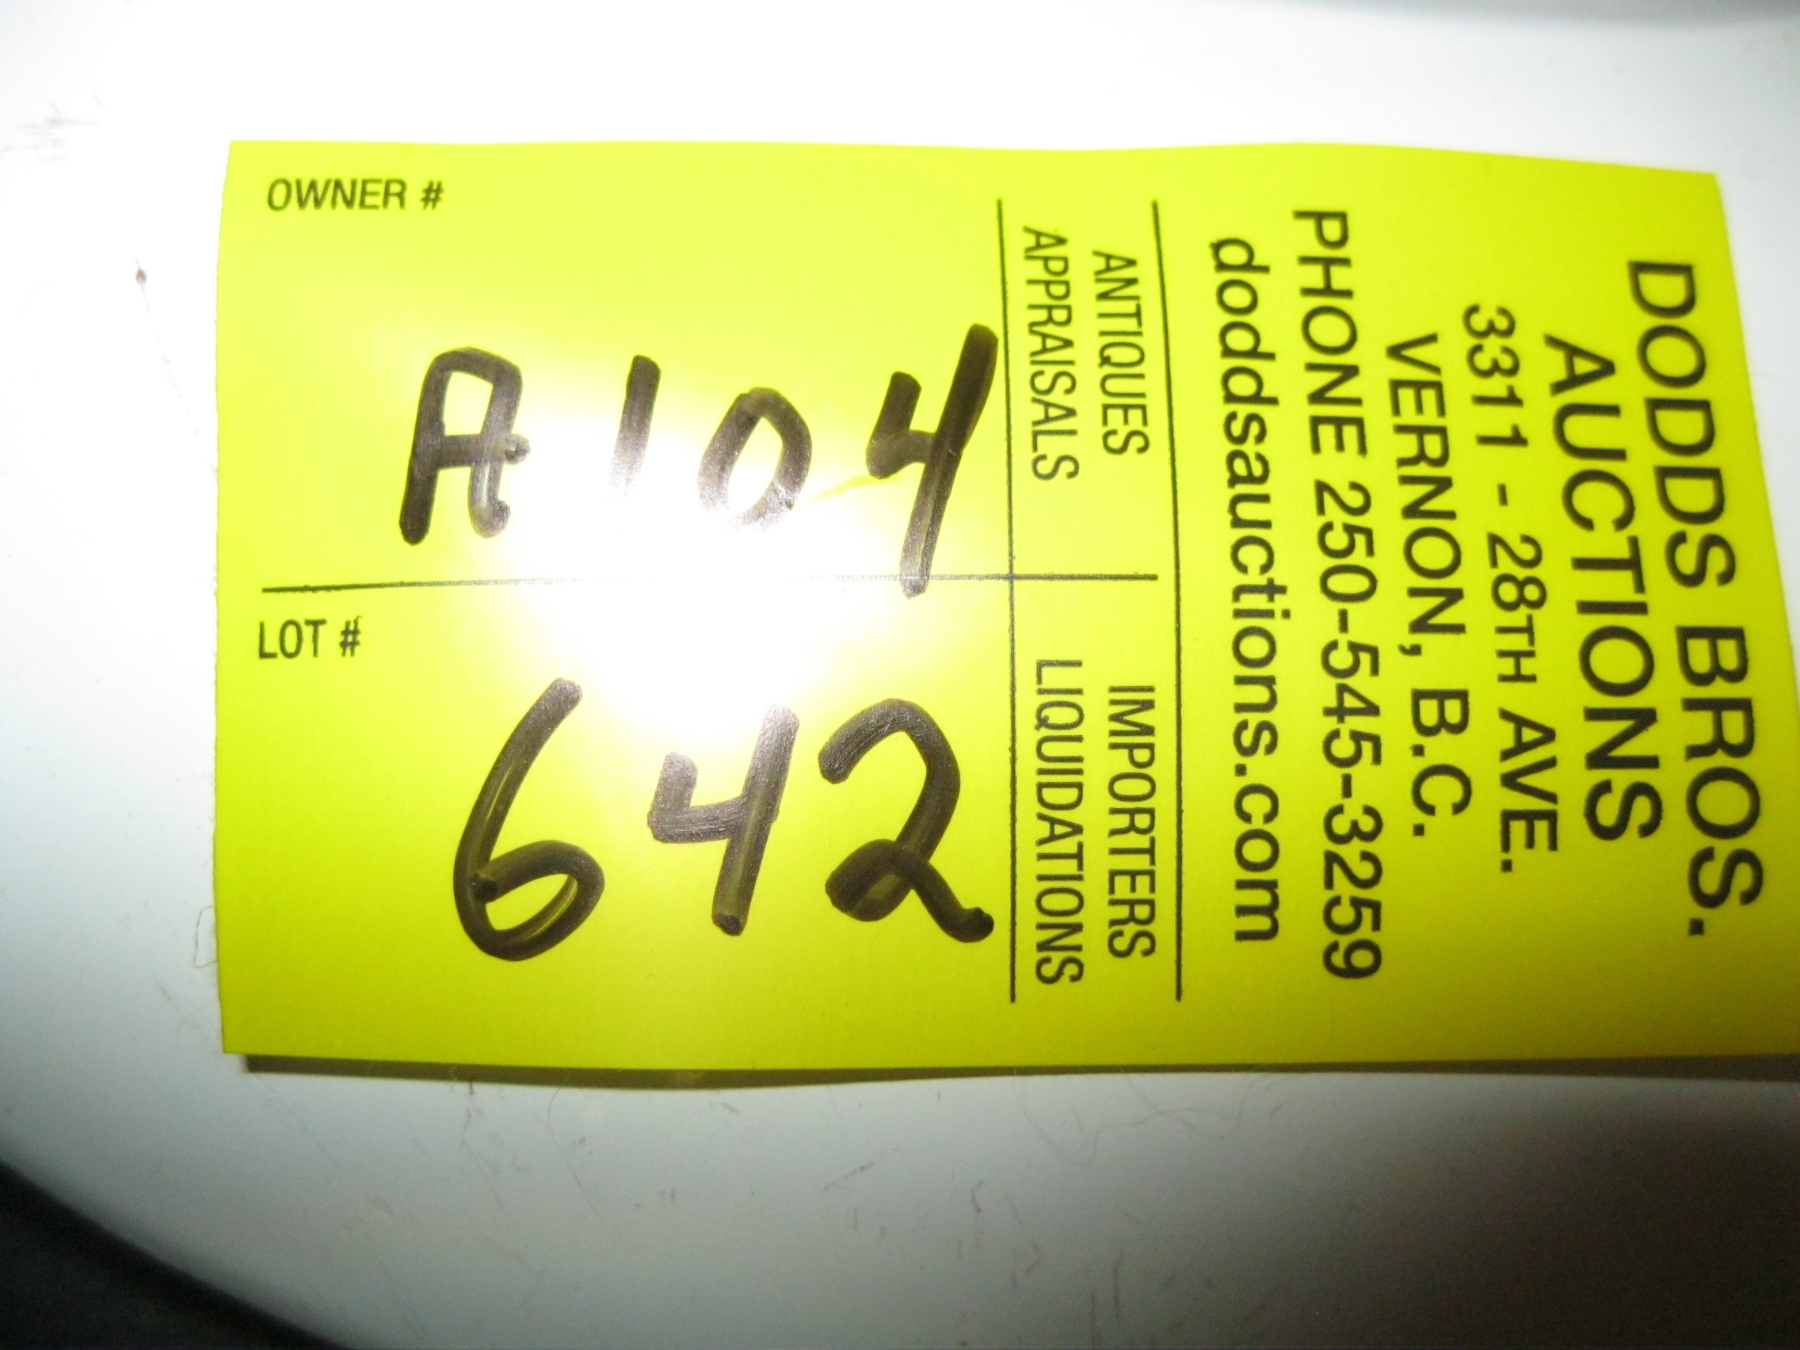 DODDS BROS.
AUCTIONS
3311 - 28TH AVE.
VERNON, B.C.
PHONE 250-545-3259
doddsauctions.com
ANTIQUES
APPRAISALS
IMPORTERS
LIQUIDATIONS
OWNER #
A104
LOT #
642